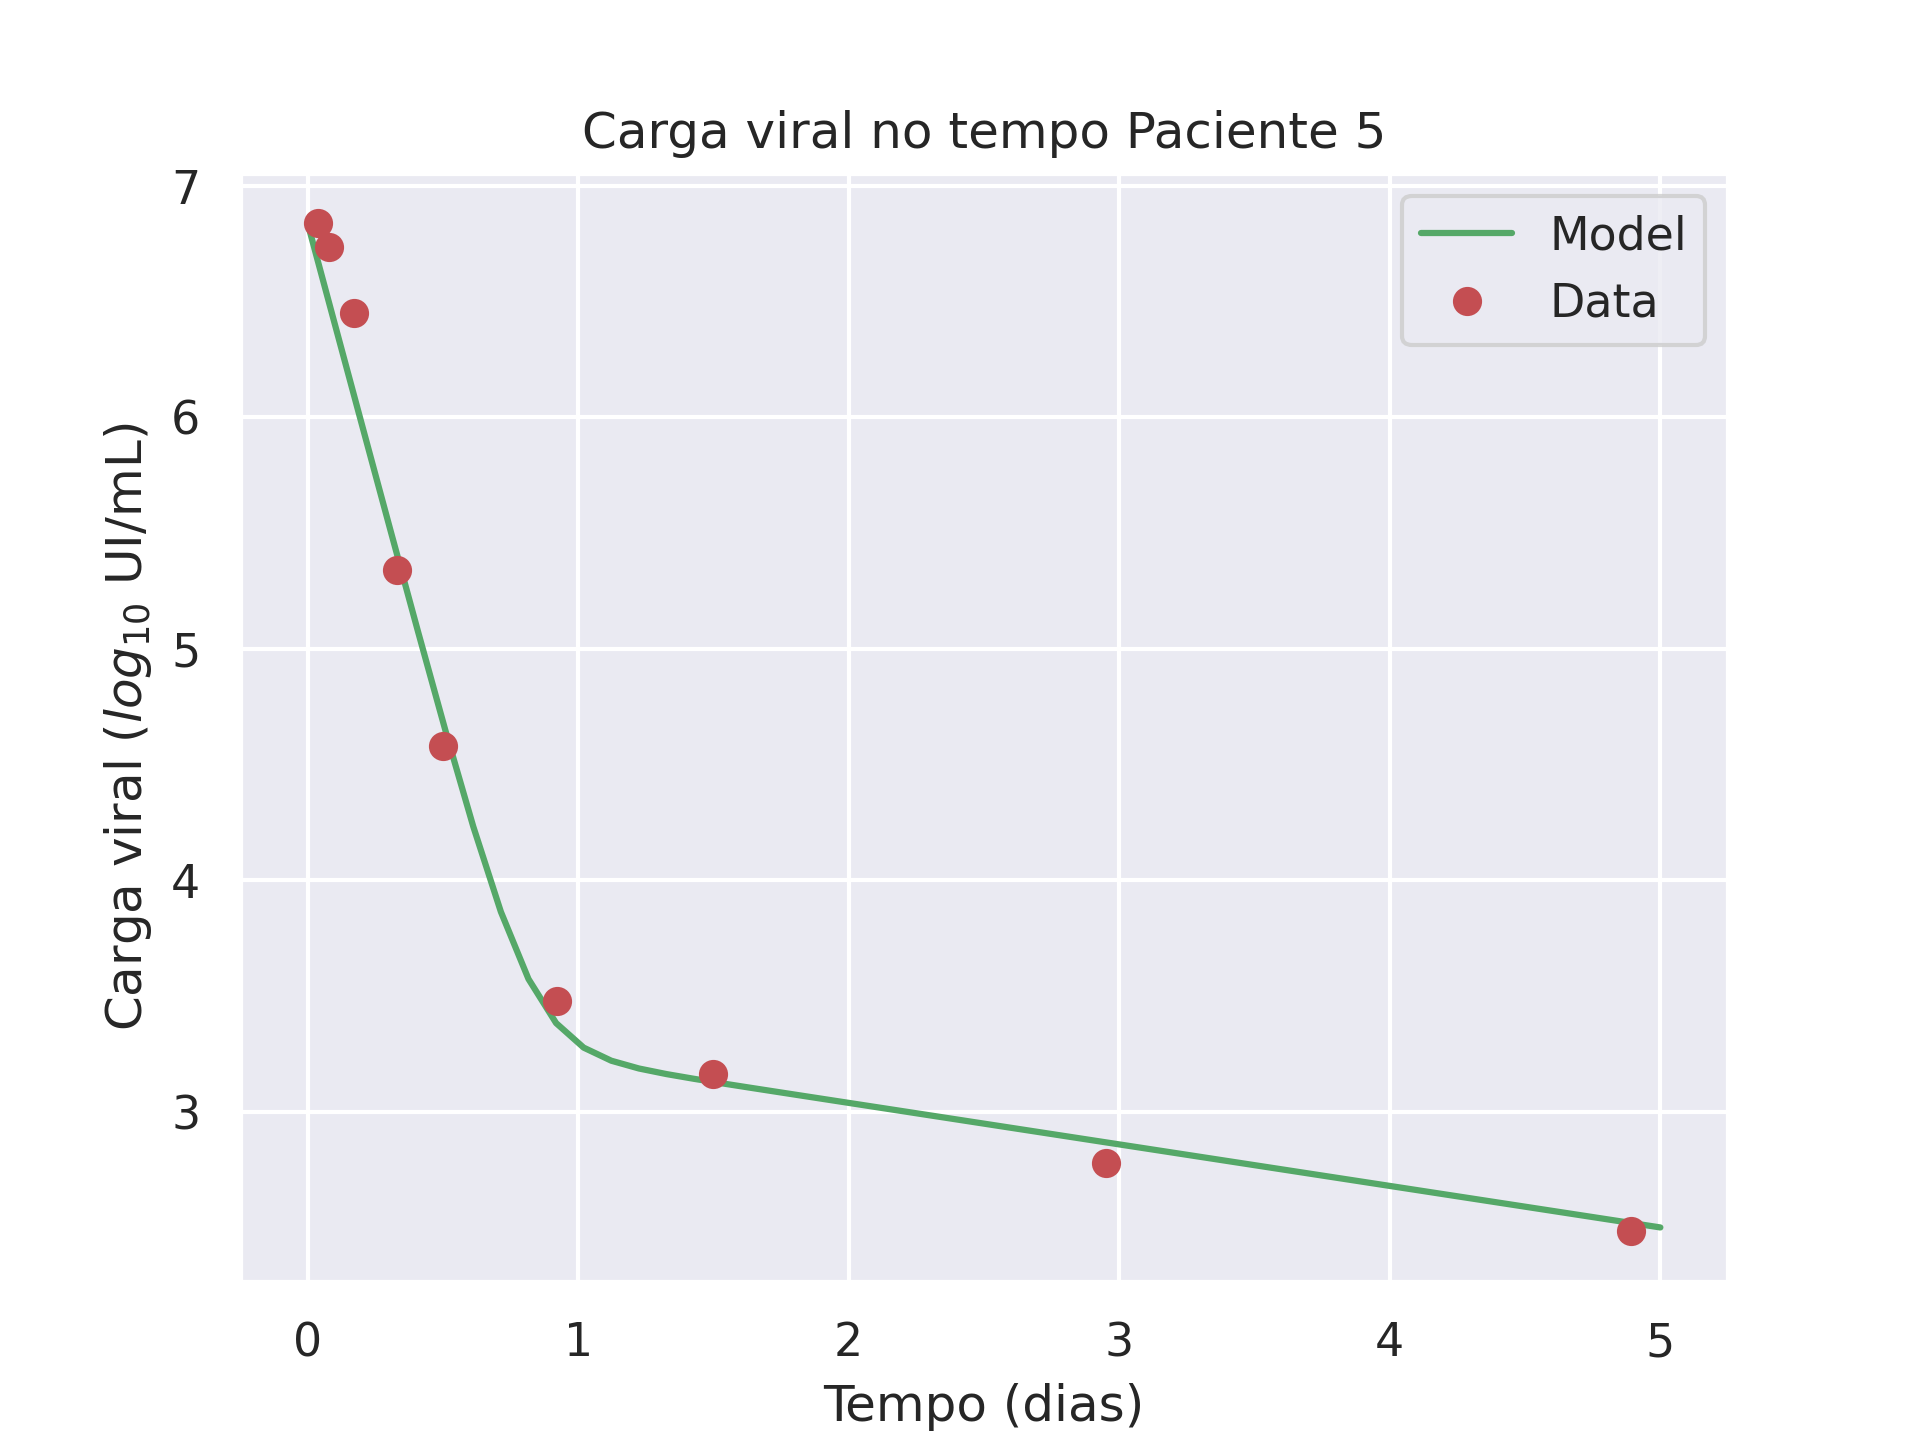 Carga viral no tempo Paciente 5
7
6
5
4
3
Carga viral (log₁₀ UI/mL)
Model
Data
0 1 2 3 4 5
Tempo (dias)